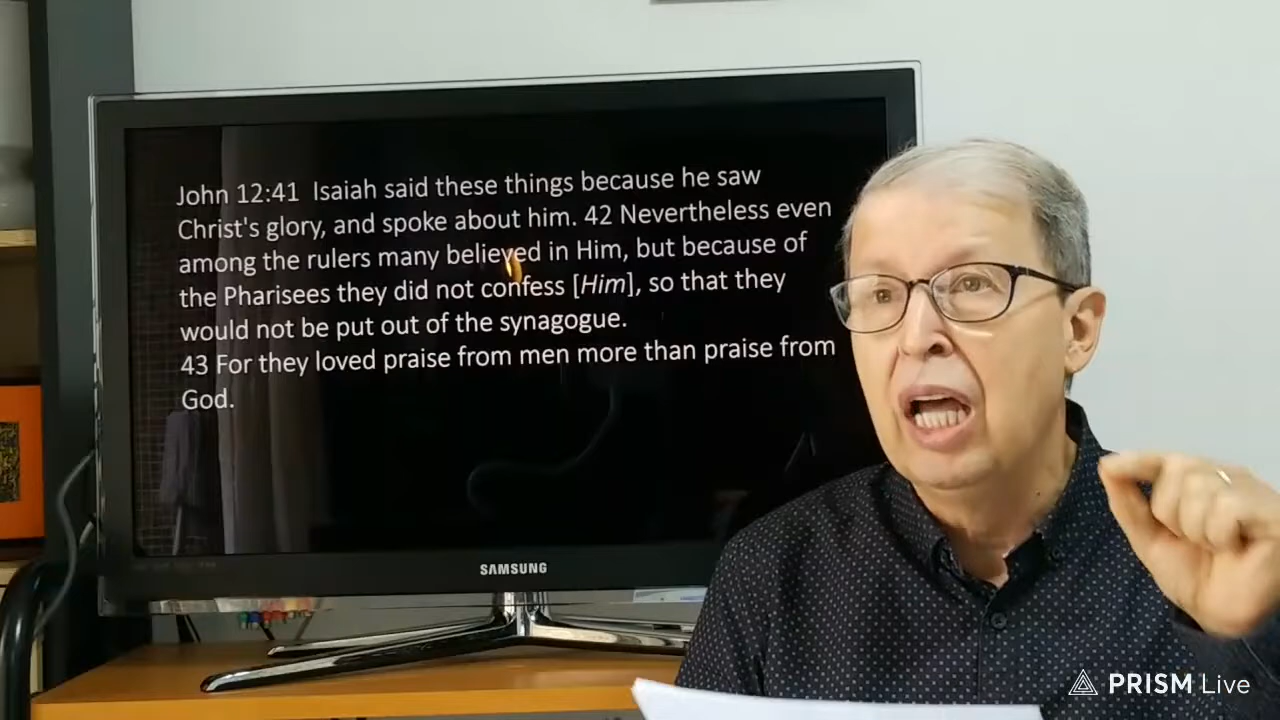 John 12:41  Isaiah said these things because he saw
Christ's glory, and spoke about him. 42 Nevertheless even
among the rulers many believed in Him, but because of
the Pharisees they did not confess [Him], so that they
would not be put out of the synagogue.
43 For they loved praise from men more than praise from
God.
SAMSUNG
PRISM Live